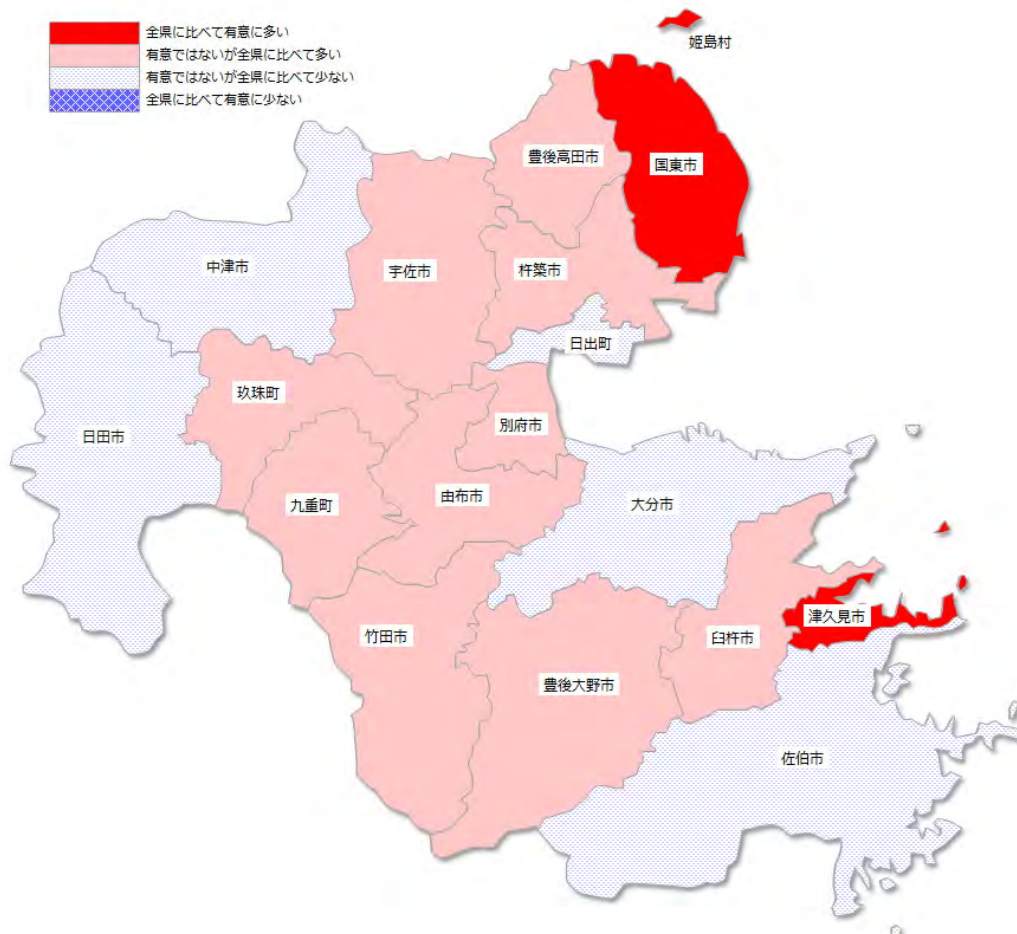 全県に比べて有意に多い
有意ではないが全県に比べて多い
有意ではないが全県に比べて少ない
全県に比べて有意に少ない
姫島村
豊後高田市
国東市
中津市
宇佐市
杵築市
日出町
玖珠町
別府市
日田市
九重町
由布市
大分市
津久見市
竹田市
臼杵市
豊後大野市
佐伯市